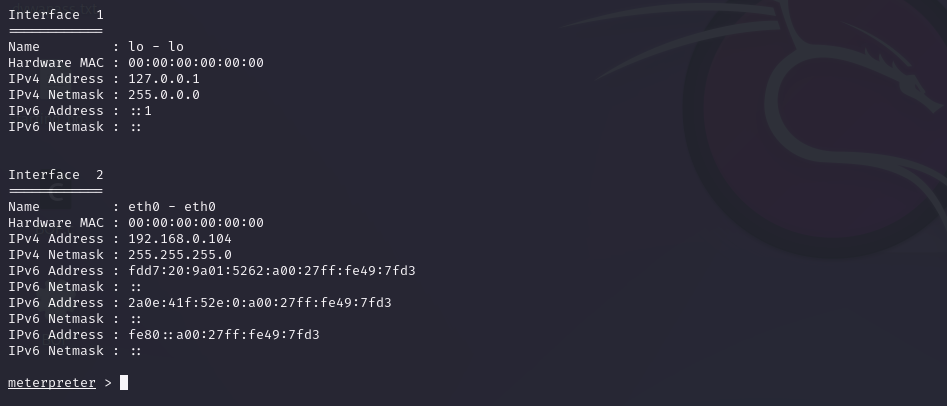 Interface  1
============
Name         : lo - lo
Hardware MAC : 00:00:00:00:00:00
IPv4 Address : 127.0.0.1
IPv4 Netmask : 255.0.0.0
IPv6 Address : ::1
IPv6 Netmask : ::
Interface  2
============
Name         : eth0 - eth0
Hardware MAC : 00:00:00:00:00:00
IPv4 Address : 192.168.0.104
IPv4 Netmask : 255.255.255.0
IPv6 Address : fdd7:20:9a01:5262:a00:27ff:fe49:7fd3
IPv6 Netmask : ::
IPv6 Address : 2a0e:41f:52e:0:a00:27ff:fe49:7fd3
IPv6 Netmask : ::
IPv6 Address : fe80::a00:27ff:fe49:7fd3
IPv6 Netmask : ::
meterpreter >